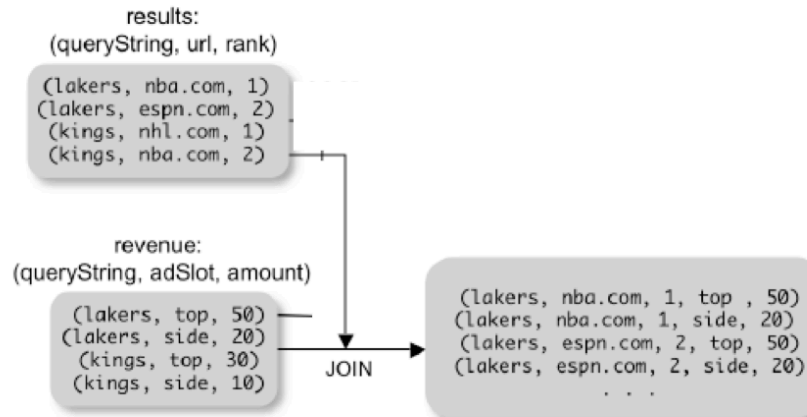 results:
(queryString, url, rank)
(lakers, nba.com, 1)
(lakers, espn.com, 2)
(kings, nhl.com, 1)
(kings, nba.com, 2)
revenue:
(queryString, adSlot, amount)
(lakers, top, 50)
(lakers, side, 20)
(kings, top, 30)
(kings, side, 10)
JOIN
(lakers, nba.com, 1, top , 50)
(lakers, nba.com, 1, side, 20)
(lakers, espn.com, 2, top, 50)
(lakers, espn.com, 2, side, 20)
. . .